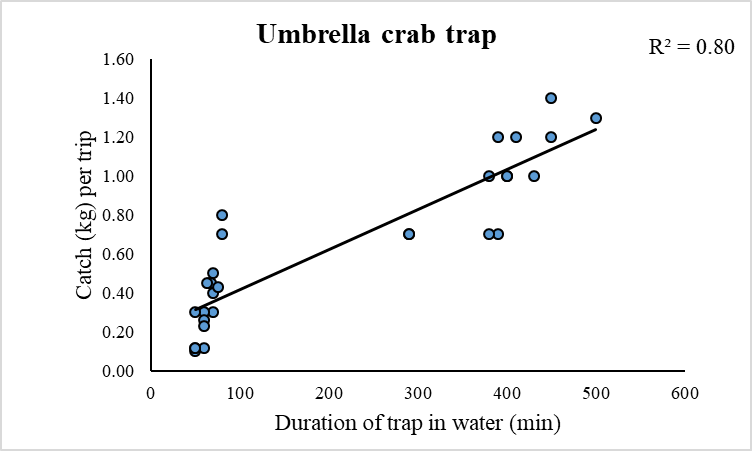 Umbrella crab trap
R² = 0.80
Catch (kg) per trip
1.60
1.40
1.20
1.00
0.80
0.60
0.40
0.20
0.00
0 100 200 300 400 500 600
Duration of trap in water (min)